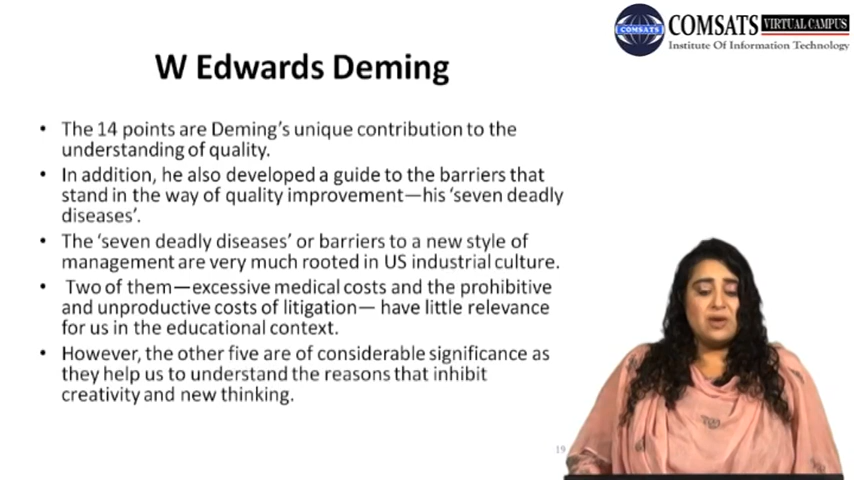 COMSATS VIRTUAL CAMPUS
COMSATS
Institute Of Information Technology
W Edwards Deming
• The 14 points are Deming's unique contribution to the
understanding of quality.
• In addition, he also developed a guide to the barriers that
stand in the way of quality improvement—his 'seven deadly
diseases'.
• The 'seven deadly diseases' or barriers to a new style of
management are very much rooted in US industrial culture.
• Two of them—excessive medical costs and the prohibitive
and unproductive costs of litigation— have little relevance
for us in the educational context.
• However, the other five are of considerable significance as
they help us to understand the reasons that inhibit
creativity and new thinking.
19